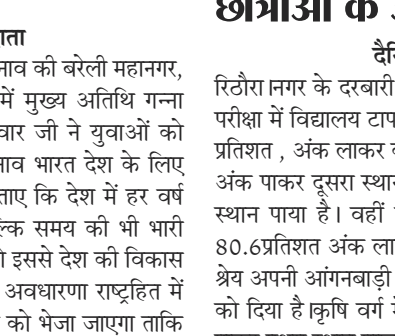 ाता
नाव की बरेली महानगर,
में मुख्य अतिथि गन्ना
वार जी ने युवाओं को
नाव भारत देश के लिए
ताए कि देश में हर वर्ष
ल्कि समय की भी भारी
इससे देश की विकास
अवधारणा राष्ट्रहित में
को भेजा जाएगा ताकि
छात्राओं के
दैनि
रिठौरा।नगर के दरबारी
परीक्षा में विद्यालय टाप
प्रतिशत , अंक लाकर
अंक पाकर दूसरा स्थान
स्थान पाया है। वहीं
80.6प्रतिशत अंक ला
श्रेय अपनी आंगनबाड़ी
को दिया है।कृषि वर्ग